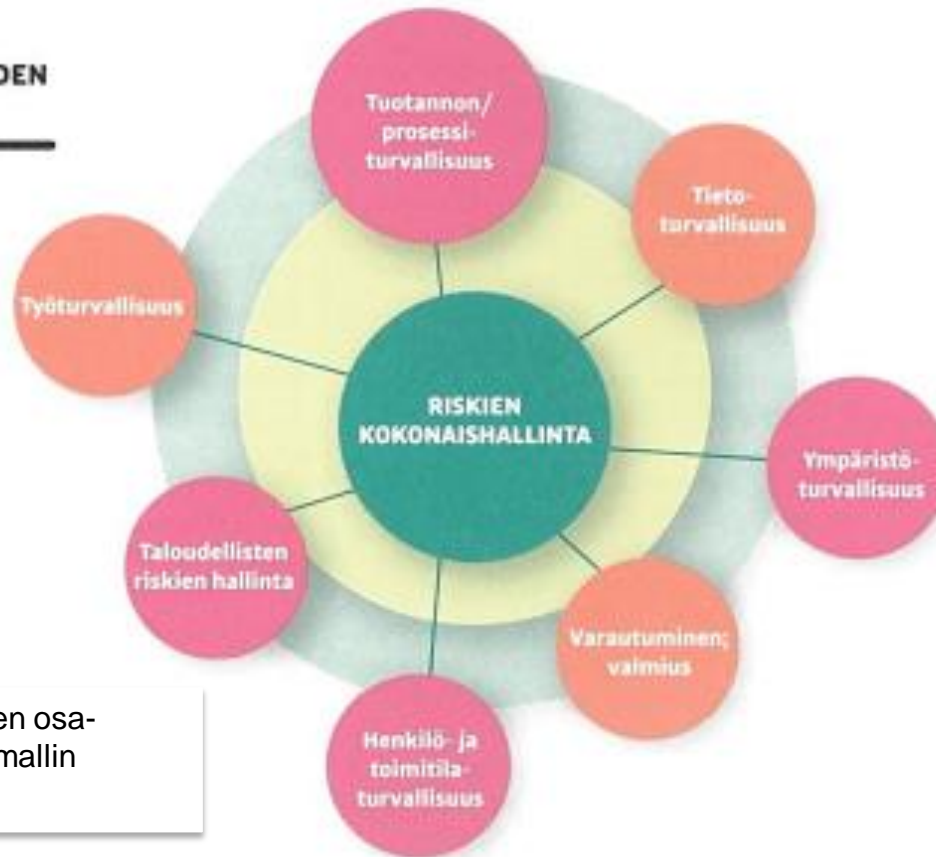 DEN
Tuotannon/
prosessi-
turvallisuus
Tieto-
turvallisuus
Työturvallisuus
RISKIEN
KOKONAISHALLINTA
Ympäristö-
turvallisuus
Taloudellisten
riskien hallinta
Varautuminen;
valmius
Henkilö- ja
toimitila-
turvallisuus
en osa-
mallin